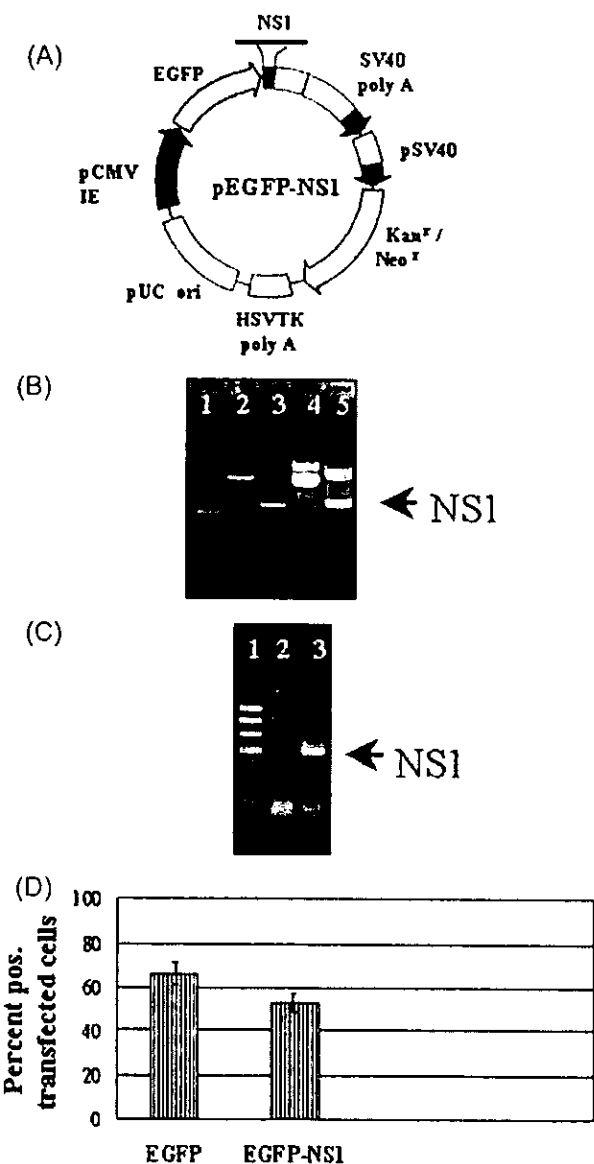 (A)
NS1
EGFP
SV40
poly A
pCMV
IE
pEGFP-NS1
pSV40
Kanʳ /
Neoʳ
pUC ori
HSVTK
poly A
(B)
1 2 3 4 5
NS1
(C)
1 2 3
NS1
(D)
Percent pos.
transfected cells
100
80
60
40
20
0
EGFP EGFP-NS1